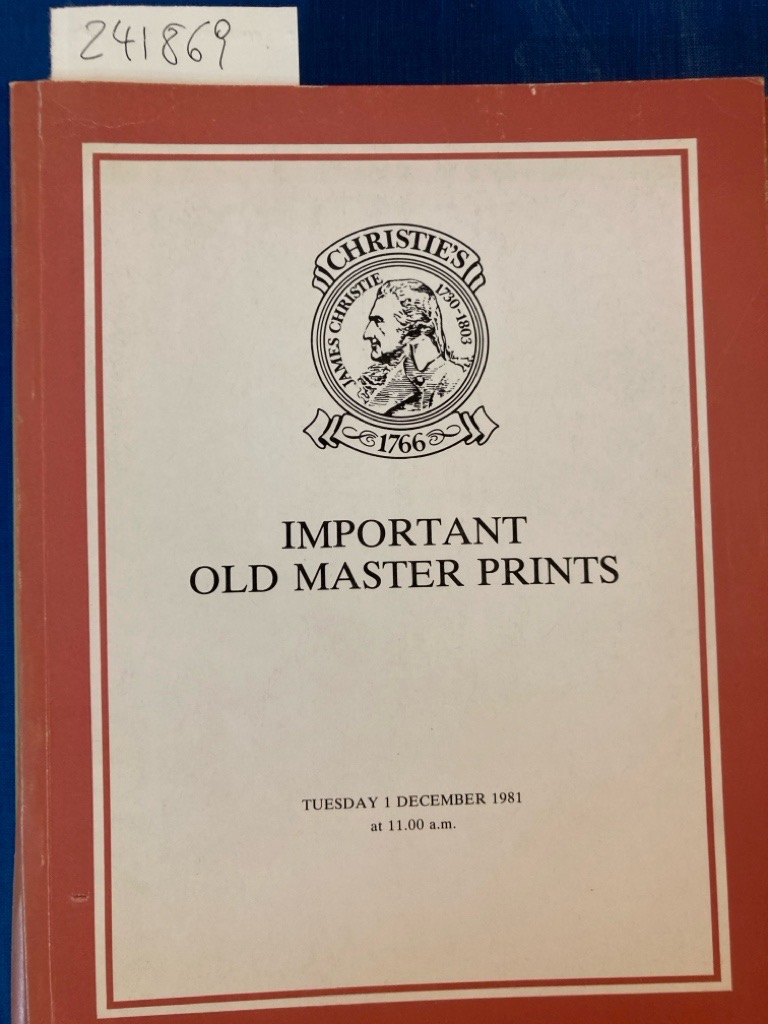 241869
CHRISTIE'S
JAMES CHRISTIE 1730-1803
1766
IMPORTANT
OLD MASTER PRINTS
TUESDAY 1 DECEMBER 1981
at 11.00 a.m.